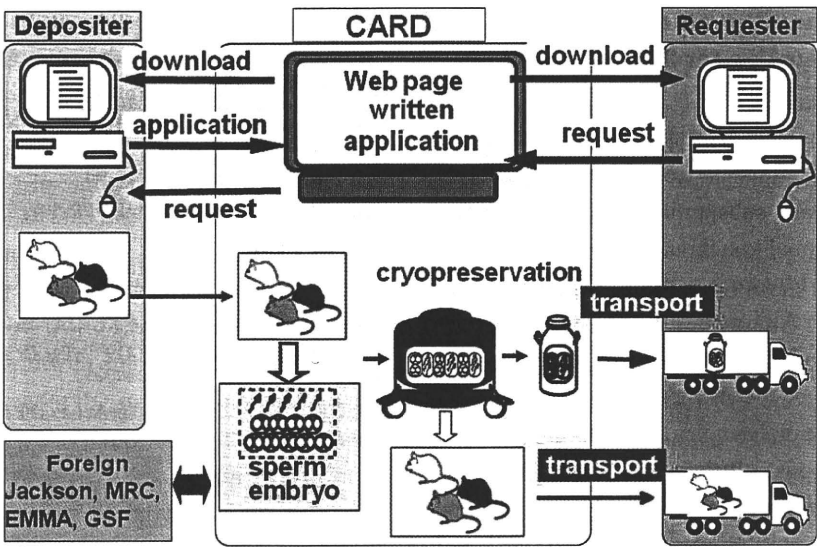 Depositer
CARD
Requester
download
download
Web page
written
application
application
request
request
cryopreservation
transport
sperm
embryo
transport
Foreign
Jackson, MRC,
EMMA, GSF